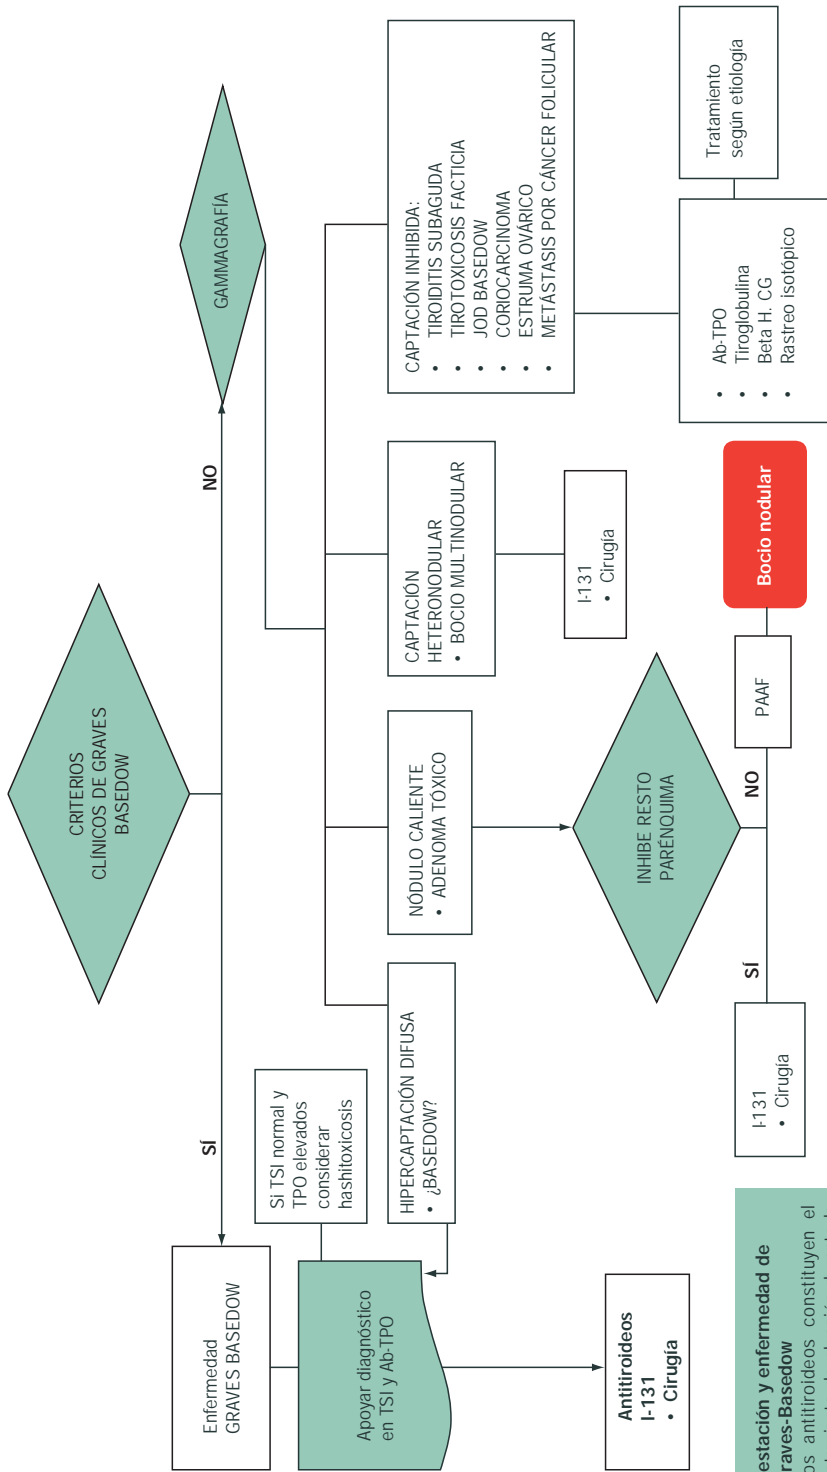 CRITERIOS
CLÍNICOS DE GRAVES
BASEDOW
SÍ
NO
Enfermedad
GRAVES BASEDOW
GAMMAGRAFÍA
Apoyar diagnóstico
en TSI y Ab-TPO
Si TSI normal y
TPO elevados
considerar
hashitoxicosis
HIPERCAPTACIÓN DIFUSA
• ¿BASEDOW?
NÓDULO CALIENTE
• ADENOMA TÓXICO
CAPTACIÓN
HETERONODULAR
• BOCIO MULTINODULAR
CAPTACIÓN INHIBIDA:
• TIROIDITIS SUBAGUDA
• TIROTOXICOSIS FACTICIA
• JOD BASEDOW
• CORIOCARCINOMA
• ESTRUMA OVÁRICO
• METÁSTASIS POR CÁNCER FOLICULAR
Antitiroideos
I-131
• Cirugía
INHIBE RESTO
PARÉNQUIMA
I-131
• Cirugía
SÍ
NO
I-131
• Cirugía
PAAF
Bocio nodular
• Ab-TPO
• Tiroglobulina
• Beta H. CG
• Rastreo isotópico
Tratamiento
según etiología
estación y enfermedad de
raves-Basedow
os antitiroideos constituyen el